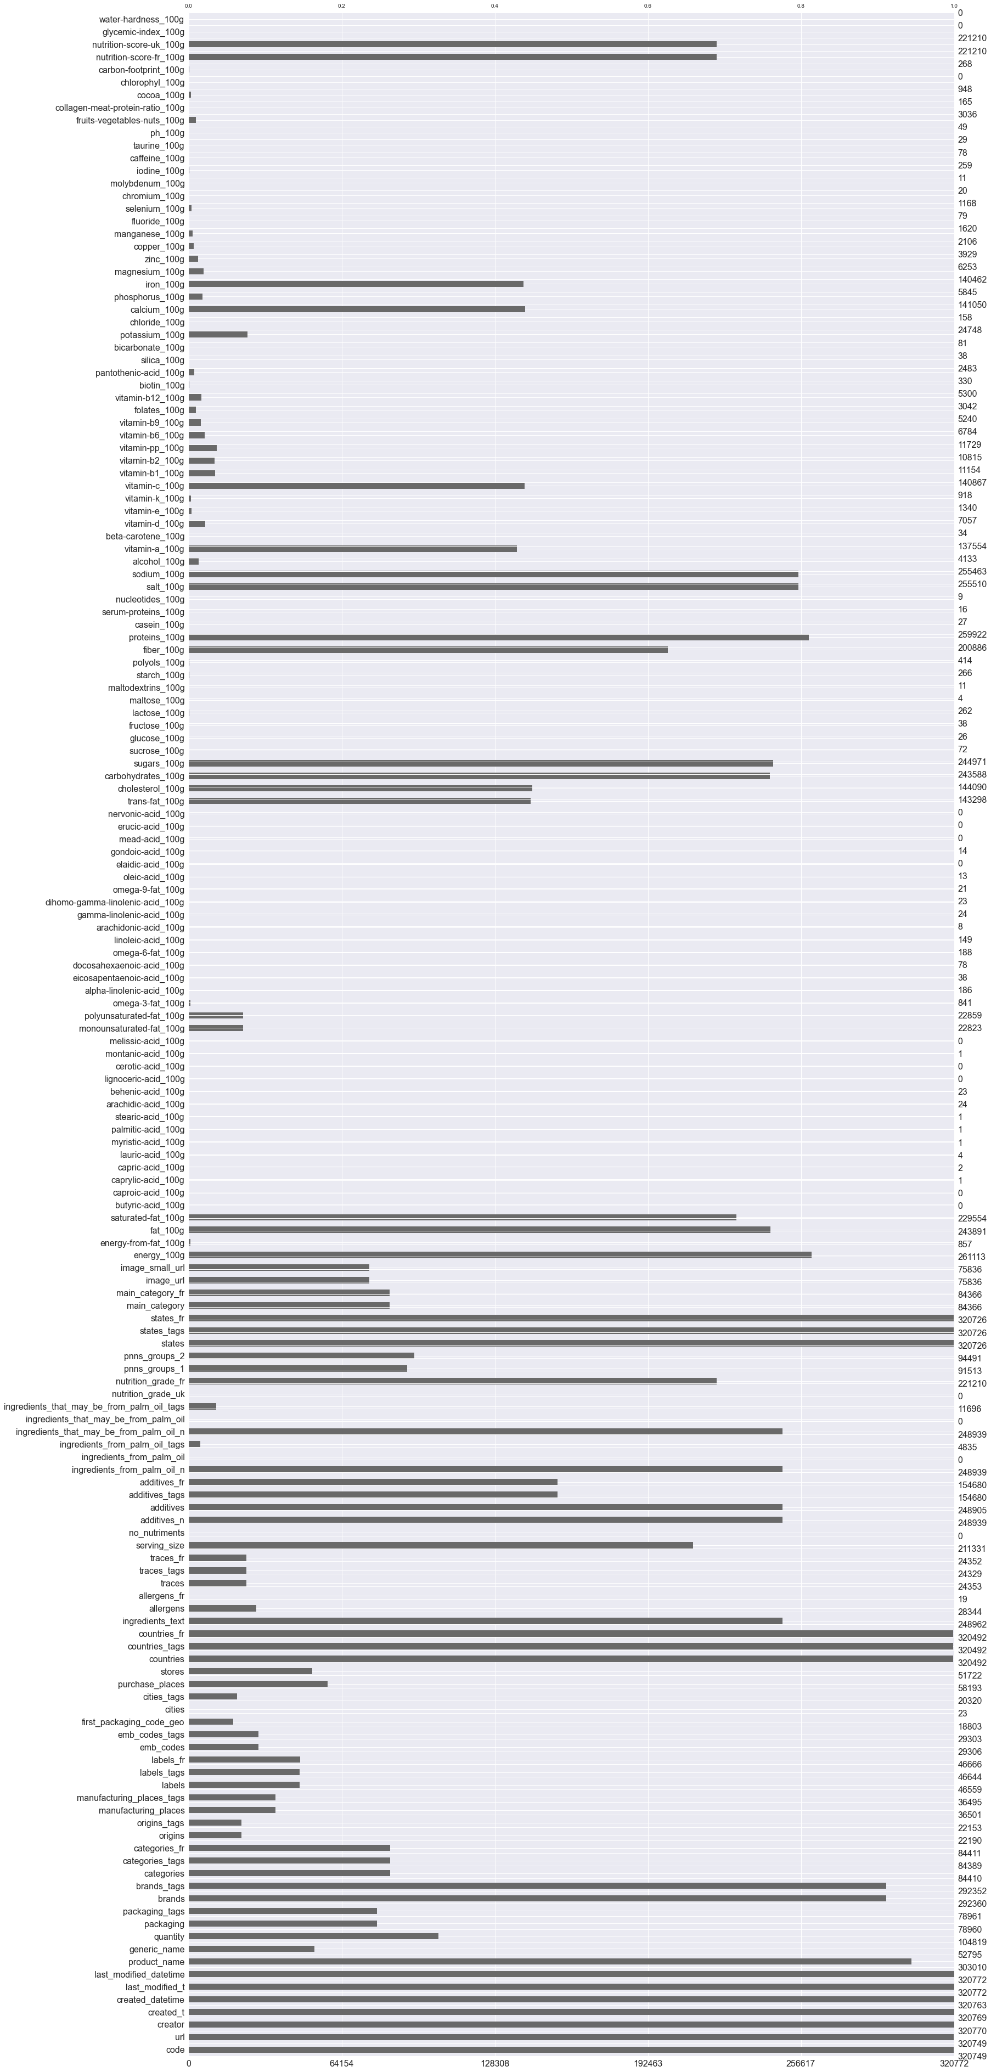 0.0 0.2 0.4 0.6 0.8 1.0
water-hardness_100g 0
glycemic-index_100g 0
nutrition-score-uk_100g 221210
nutrition-score-fr_100g 221210
carbon-footprint_100g 268
chlorophyl_100g 0
cocoa_100g 948
collagen-meat-protein-ratio_100g 165
fruits-vegetables-nuts_100g 3036
ph_100g 49
taurine_100g 29
caffeine_100g 78
iodine_100g 259
molybdenum_100g 11
chromium_100g 20
selenium_100g 1168
fluoride_100g 79
manganese_100g 1620
copper_100g 2106
zinc_100g 3929
magnesium_100g 6253
iron_100g 140462
phosphorus_100g 5845
calcium_100g 141050
chloride_100g 158
potassium_100g 24748
bicarbonate_100g 81
silica_100g 38
pantothenic-acid_100g 2483
biotin_100g 330
vitamin-b12_100g 5300
folates_100g 3042
vitamin-b9_100g 5240
vitamin-b6_100g 6784
vitamin-pp_100g 11729
vitamin-b2_100g 10815
vitamin-b1_100g 11154
vitamin-c_100g 140867
vitamin-k_100g 918
vitamin-e_100g 1340
vitamin-d_100g 7057
beta-carotene_100g 34
vitamin-a_100g 137554
alcohol_100g 4133
sodium_100g 255463
salt_100g 255510
nucleotides_100g 9
serum-proteins_100g 16
casein_100g 27
proteins_100g 259922
fiber_100g 200886
polyols_100g 414
starch_100g 266
maltodextrins_100g 11
maltose_100g 4
lactose_100g 262
fructose_100g 38
glucose_100g 26
sucrose_100g 72
sugars_100g 244971
carbohydrates_100g 243588
cholesterol_100g 144090
trans-fat_100g 143298
nervonic-acid_100g 0
erucic-acid_100g 0
mead-acid_100g 0
gondoic-acid_100g 14
elaidic-acid_100g 0
oleic-acid_100g 13
omega-9-fat_100g 21
dihomo-gamma-linolenic-acid_100g 23
gamma-linolenic-acid_100g 24
arachidonic-acid_100g 8
linoleic-acid_100g 149
omega-6-fat_100g 188
docosahexaenoic-acid_100g 78
eicosapentaenoic-acid_100g 38
alpha-linolenic-acid_100g 186
omega-3-fat_100g 841
polyunsaturated-fat_100g 22859
monounsaturated-fat_100g 22823
melissic-acid_100g 0
montanic-acid_100g 1
cerotic-acid_100g 0
lignoceric-acid_100g 0
behenic-acid_100g 23
arachidic-acid_100g 24
stearic-acid_100g 1
palmitic-acid_100g 1
myristic-acid_100g 1
lauric-acid_100g 4
capric-acid_100g 2
caprylic-acid_100g 1
caproic-acid_100g 0
butyric-acid_100g 0
saturated-fat_100g 229554
fat_100g 243891
energy-from-fat_100g 857
energy_100g 261113
image_small_url 75836
image_url 75836
main_category_fr 84366
main_category 84366
states_fr 320726
states_tags 320726
states 320726
pnns_groups_2 94491
pnns_groups_1 91513
nutrition_grade_fr 221210
nutrition_grade_uk 0
ingredients_that_may_be_from_palm_oil_tags 11696
ingredients_that_may_be_from_palm_oil 0
ingredients_that_may_be_from_palm_oil_n 248939
ingredients_from_palm_oil_tags 4835
ingredients_from_palm_oil 0
ingredients_from_palm_oil_n 248939
additives_fr 154680
additives_tags 154680
additives 248905
additives_n 248939
no_nutriments 0
serving_size 211331
traces_fr 24352
traces_tags 24329
traces 24353
allergens_fr 19
allergens 28344
ingredients_text 248962
countries_fr 320492
countries_tags 320492
countries 320492
stores 51722
purchase_places 58193
cities_tags 20320
cities 23
first_packaging_code_geo 18803
emb_codes_tags 29303
emb_codes 29306
labels_fr 46666
labels_tags 46644
labels 46559
manufacturing_places_tags 36495
manufacturing_places 36501
origins_tags 22153
origins 22190
categories_fr 84411
categories_tags 84389
categories 84410
brands_tags 292352
brands 292360
packaging_tags 78961
packaging 78960
quantity 104819
generic_name 52795
product_name 303010
last_modified_datetime 320772
last_modified_t 320772
created_datetime 320763
created_t 320769
creator 320770
url 320749
code 320749
0 64154 128308 192463 256617 320772